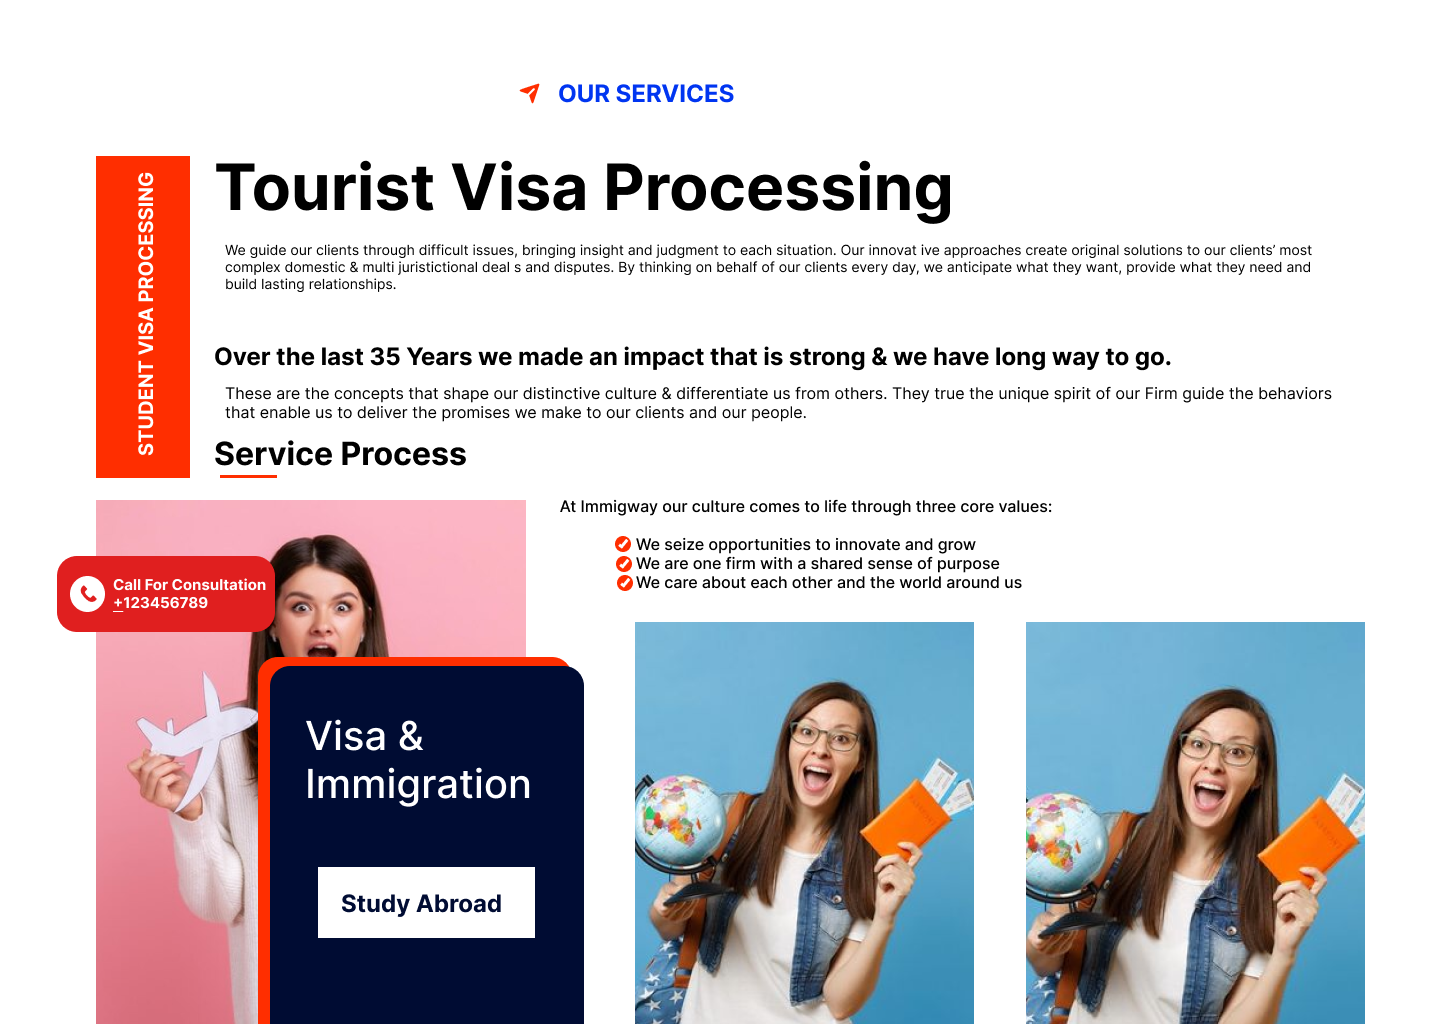 OUR SERVICES
STUDENT VISA PROCESSING
Tourist Visa Processing
We guide our clients through difficult issues, bringing insight and judgment to each situation. Our innovat ive approaches create original solutions to our clients’ most
complex domestic & multi juristictional deal s and disputes. By thinking on behalf of our clients every day, we anticipate what they want, provide what they need and
build lasting relationships.
Over the last 35 Years we made an impact that is strong & we have long way to go.
These are the concepts that shape our distinctive culture & differentiate us from others. They true the unique spirit of our Firm guide the behaviors
that enable us to deliver the promises we make to our clients and our people.
Service Process
At Immigway our culture comes to life through three core values:
We seize opportunities to innovate and grow
We are one firm with a shared sense of purpose
We care about each other and the world around us
Call For Consultation
+123456789
Visa &
Immigration
Study Abroad